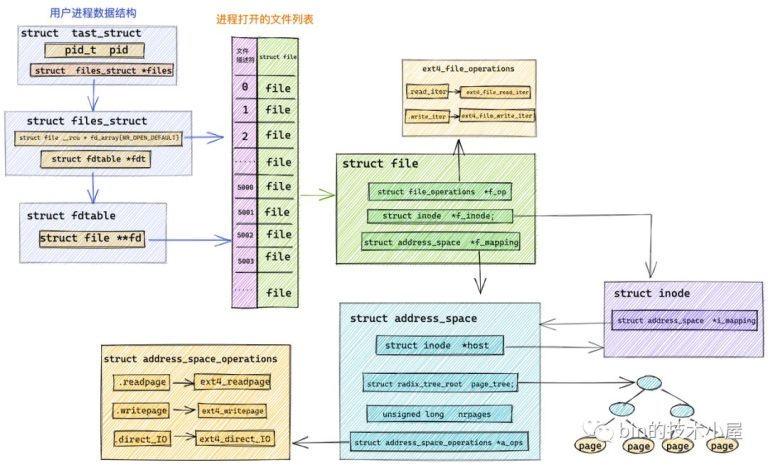 用户进程数据结构
struct tast_struct
pid_t pid
struct files_struct *files
struct files_struct
struct file __rcu * fd_array[NR_OPEN_DEFAULT]
struct fdtable *fdt
struct fdtable
struct file **fd
进程打开的文件列表
文件
描述符
struct file
0 file
1 file
2 file
...... file
5000 file
5001 file
5002 file
5003 file
...... file
ext4_file_operations
.read_iter ext4_file_read_iter
.write_iter ext4_file_write_iter
struct file
struct file_operations *f_op
struct inode *f_inode;
struct address_space *f_mapping
struct inode
struct address_space *i_mapping
struct address_space
struct inode *host
struct radix_tree_root page_tree;
unsigned long nrpages
struct address_space_operations *a_ops
struct address_space_operations
.readpage ext4_readpage
.writepage ext4_writepage
.direct_IO ext4_direct_IO
page page page page
bin的技术小屋